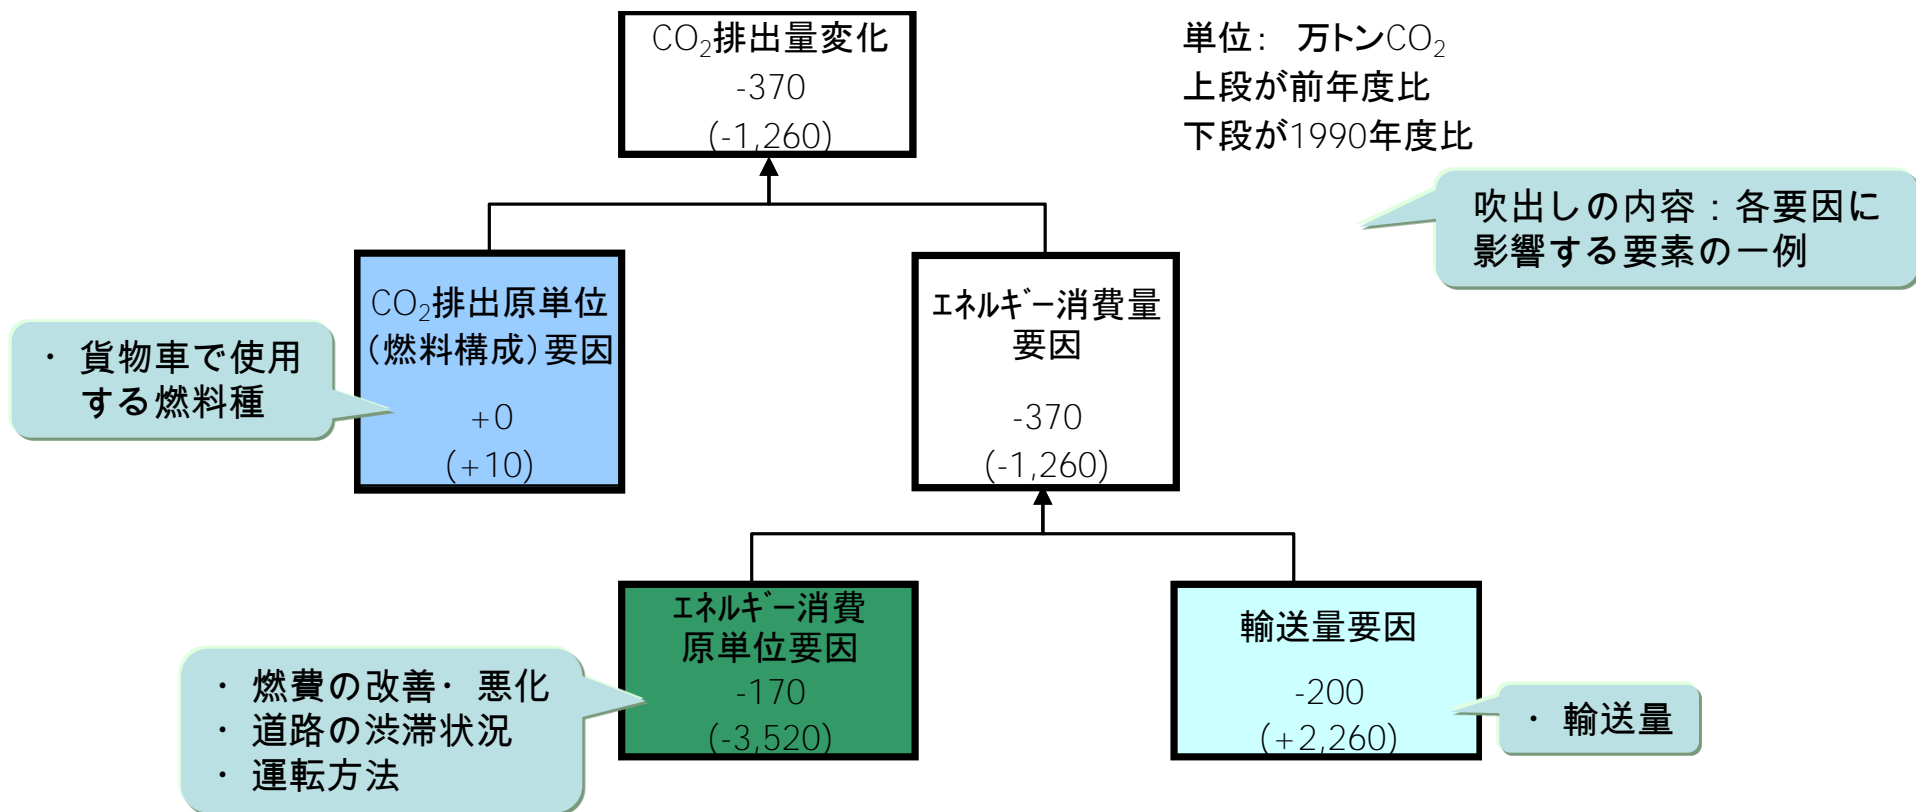 CO₂排出量変化
-370
(-1,260)
単位： 万トンCO₂
上段が前年度比
下段が1990年度比
吹出しの内容：各要因に
影響する要素の一例
CO₂排出原単位
（燃料構成）要因
+0
(+10)
・ 貨物車で使用
する燃料種
ｴﾈﾙｷﾞｰ消費量
要因
-370
(-1,260)
ｴﾈﾙｷﾞｰ消費
原単位要因
-170
(-3,520)
・ 燃費の改善・ 悪化
・ 道路の渋滞状況
・ 運転方法
輸送量要因
-200
(+2,260)
・ 輸送量